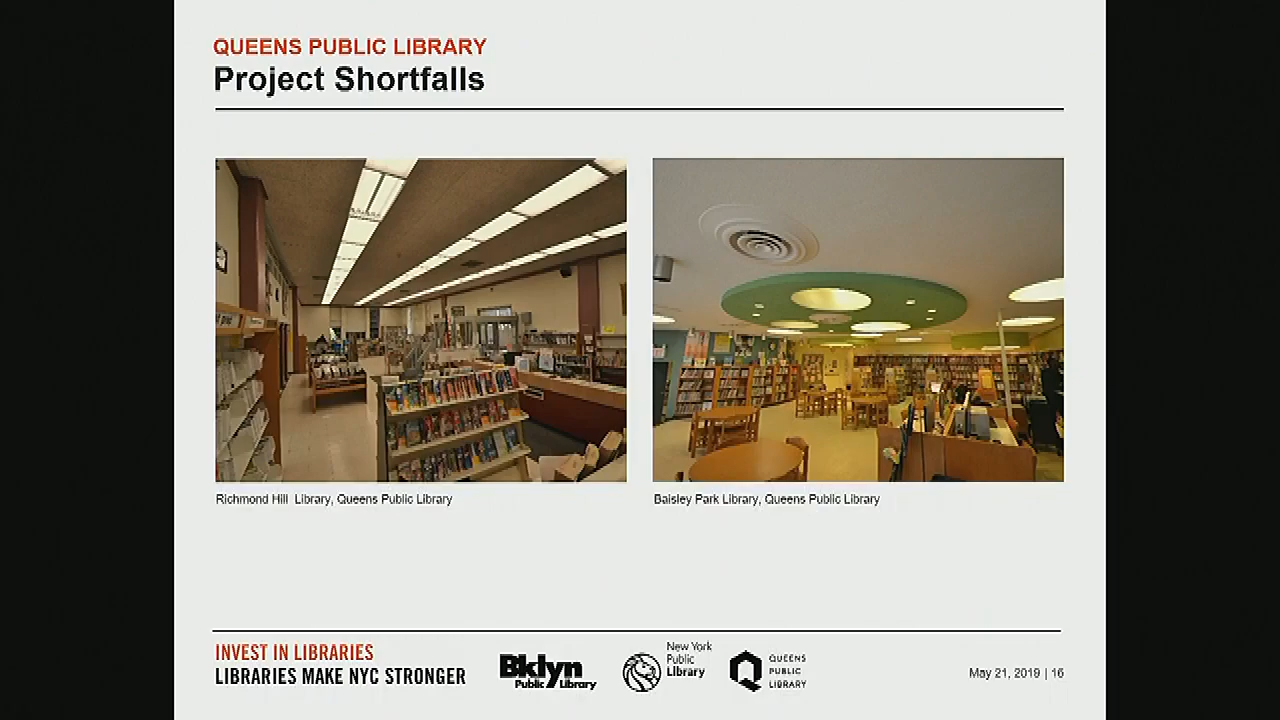 QUEENS PUBLIC LIBRARY
Project Shortfalls
Richmond Hill Library, Queens Public Library
Baisley Park Library, Queens Public Library
INVEST IN LIBRARIES
LIBRARIES MAKE NYC STRONGER
Bklyn
Public Library
New York
Public
Library
QUEENS
PUBLIC
LIBRARY
May 21, 2019 | 16